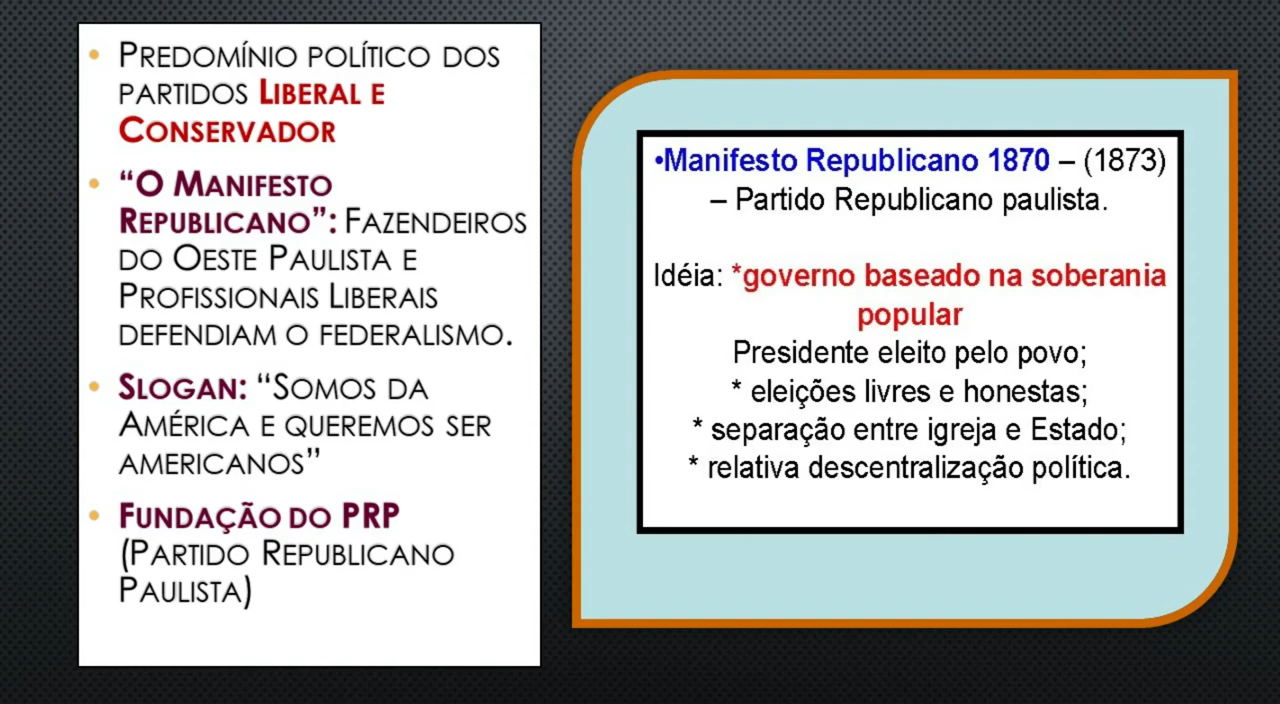 • PREDOMÍNIO POLÍTICO DOS
PARTIDOS LIBERAL E
CONSERVADOR
• “O MANIFESTO
REPUBLICANO”: FAZENDEIROS
DO OESTE PAULISTA E
PROFISSIONAIS LIBERAIS
DEFENDIAM O FEDERALISMO.
• SLOGAN: “SOMOS DA
AMÉRICA E QUEREMOS SER
AMERICANOS”
• FUNDAÇÃO DO PRP
(PARTIDO REPUBLICANO
PAULISTA)
•Manifesto Republicano 1870 – (1873)
– Partido Republicano paulista.
Idéia: *governo baseado na soberania
popular
Presidente eleito pelo povo;
* eleições livres e honestas;
* separação entre igreja e Estado;
* relativa descentralização política.